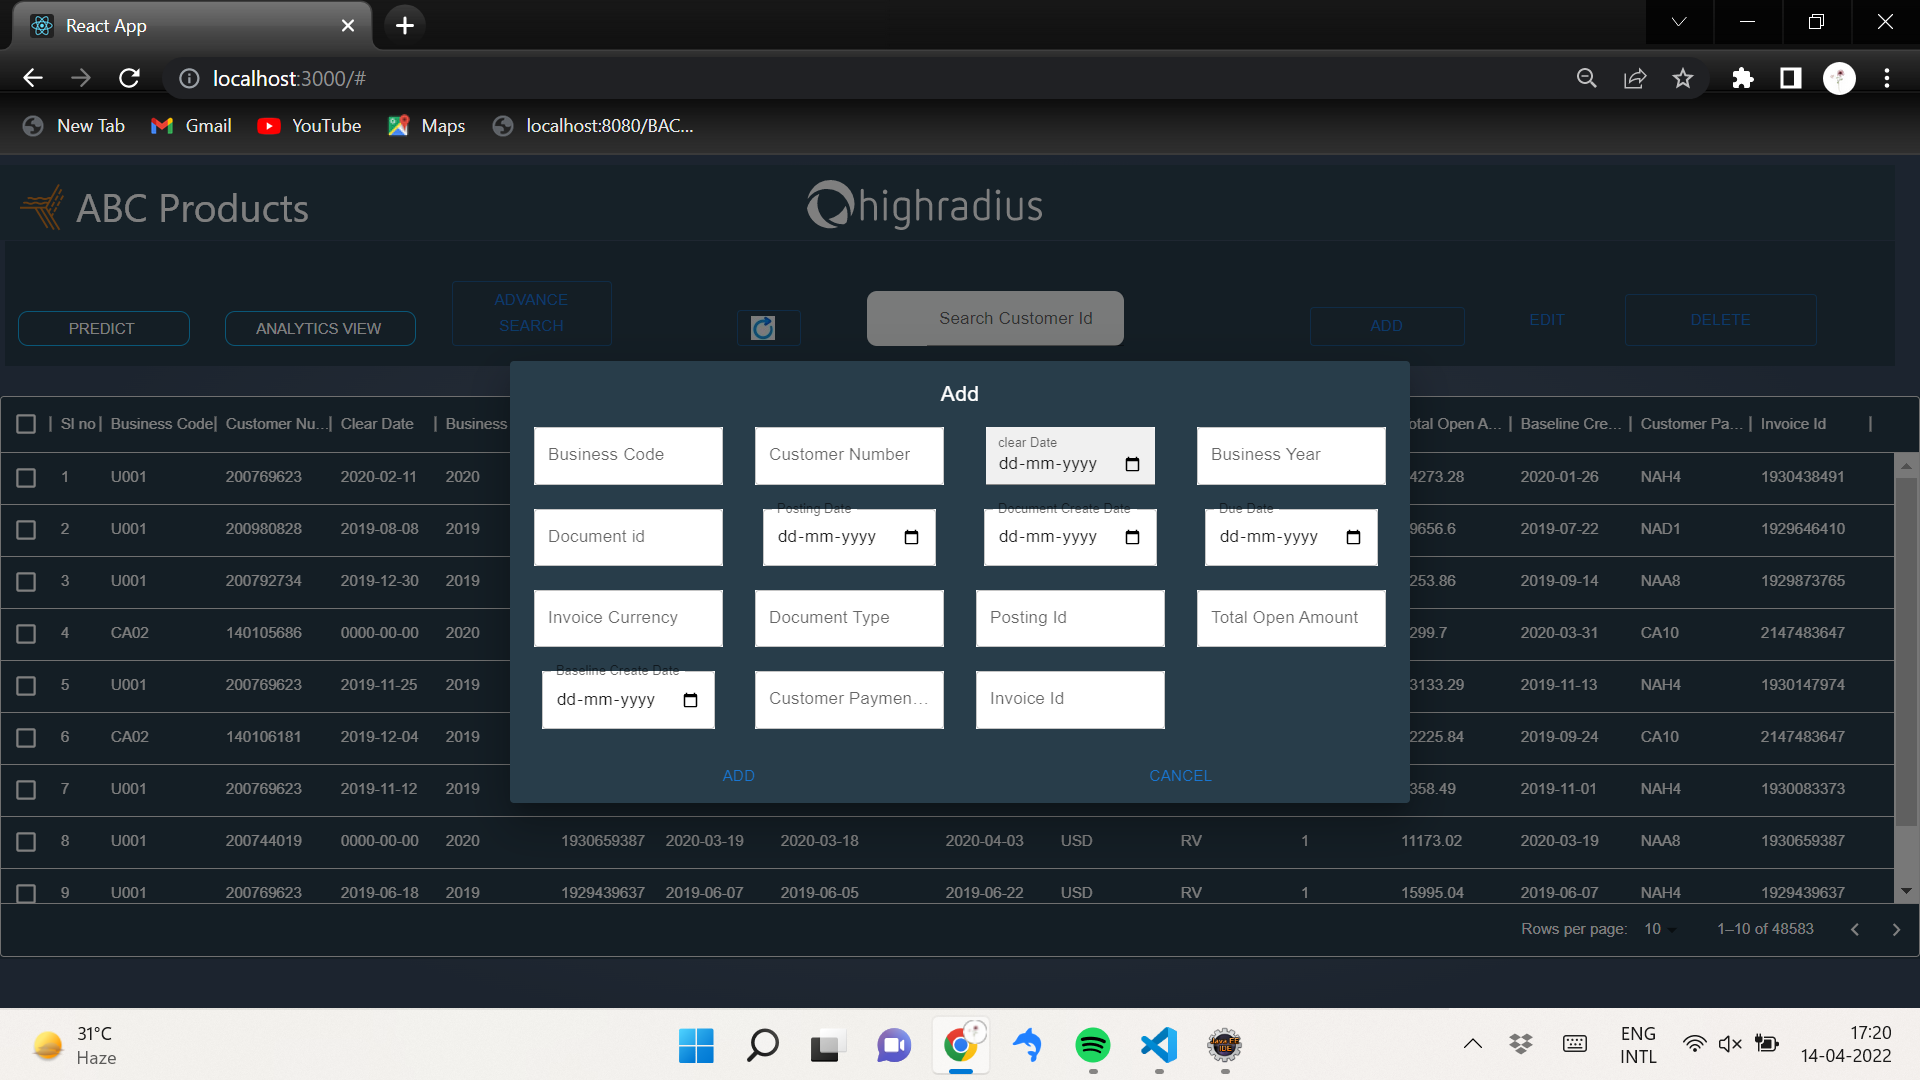 React App
localhost:3000/#
New Tab
Gmail
YouTube
Maps
localhost:8080/BAC...
ABC Products
highradius
PREDICT
ANALYTICS VIEW
ADVANCE
SEARCH
Search Customer Id
ADD
EDIT
DELETE
Add
Business Code
Customer Number
clear Date
dd-mm-yyyy
Business Year
Document id
Posting Date
dd-mm-yyyy
Document Create Date
dd-mm-yyyy
Due Date
dd-mm-yyyy
Invoice Currency
Document Type
Posting Id
Total Open Amount
Baseline Create Date
dd-mm-yyyy
Customer Paymen...
Invoice Id
ADD
CANCEL
Sl no Business Code Customer Nu... Clear Date Business otal Open A... Baseline Cre... Customer Pa... Invoice Id
1 U001 200769623 2020-02-11 2020 4273.28 2020-01-26 NAH4 1930438491
2 U001 200980828 2019-08-08 2019 9656.6 2019-07-22 NAD1 1929646410
3 U001 200792734 2019-12-30 2019 253.86 2019-09-14 NAA8 1929873765
4 CA02 140105686 0000-00-00 2020 299.7 2020-03-31 CA10 2147483647
5 U001 200769623 2019-11-25 2019 3133.29 2019-11-13 NAH4 1930147974
6 CA02 140106181 2019-12-04 2019 2225.84 2019-09-24 CA10 2147483647
7 U001 200769623 2019-11-12 2019 358.49 2019-11-01 NAH4 1930083373
8 U001 200744019 0000-00-00 2020 1930659387 2020-03-19 2020-03-18 2020-04-03 USD RV 1 11173.02 2020-03-19 NAA8 1930659387
9 U001 200769623 2019-06-18 2019 1929439637 2019-06-07 2019-06-05 2019-06-22 USD RV 1 15995.04 2019-06-07 NAH4 1929439637
Rows per page: 10 1–10 of 48583
31°C
Haze
ENG
INTL
17:20
14-04-2022